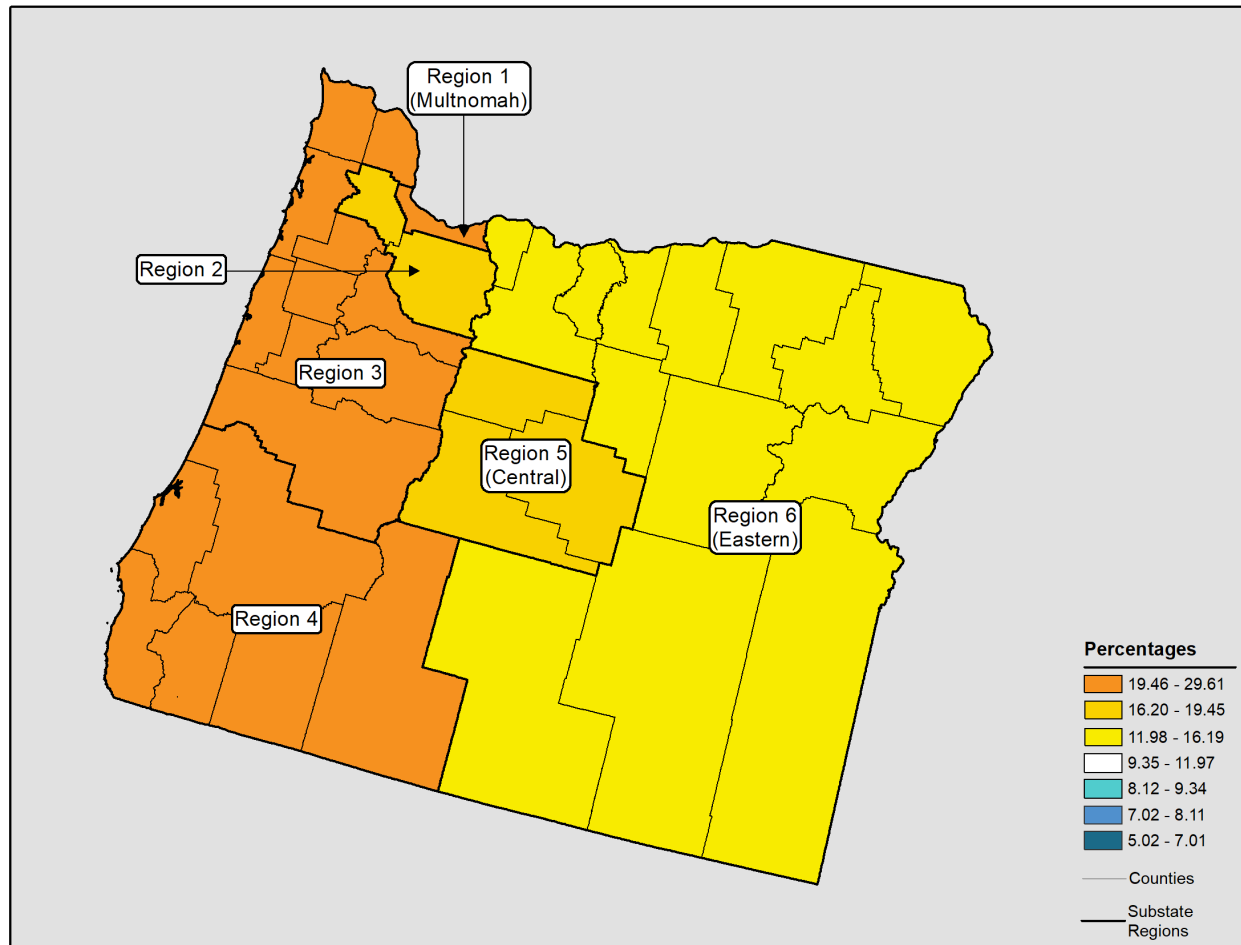 Region 1
(Multnomah)
Region 2
Region 3
Region 5
(Central)
Region 6
(Eastern)
Region 4
Percentages
19.46 - 29.61
16.20 - 19.45
11.98 - 16.19
9.35 - 11.97
8.12 - 9.34
7.02 - 8.11
5.02 - 7.01
Counties
Substate
Regions